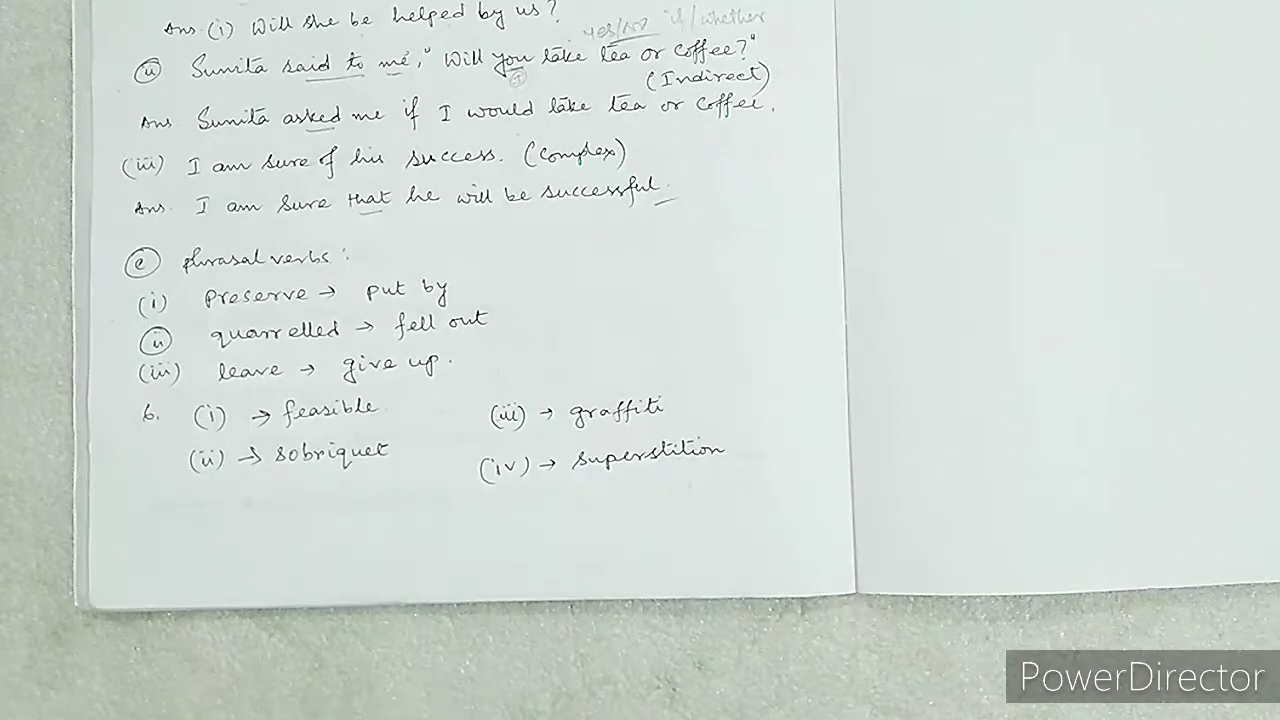 Ans. (i) Will she be helped by us?
Yes/No if/whether
(ii) Sunita said to me, "Will you take tea or coffee?"
(I)
(Indirect)
Ans. Sunita asked me if I would take tea or coffee.
(iii) I am sure of his success. (Complex)
Ans. I am sure that he will be successful.
(e) phrasal verbs:
(i) preserve → put by
(ii) quarrelled → fell out
(iii) leave → give up.
6. (i) → feasible. (iii) → graffiti
(ii) → sobriquet (iv) → superstition
PowerDirector